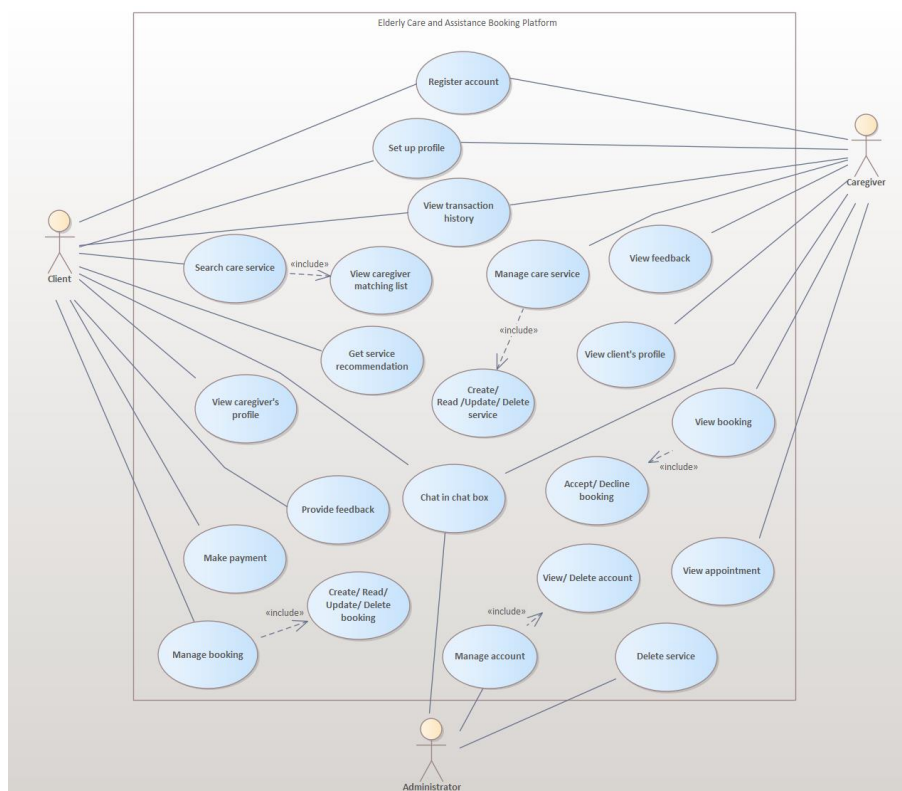 Elderly Care and Assistance Booking Platform
Register account
Set up profile
Caregiver
View transaction
history
Client
Search care service
«include»
View caregiver
matching list
Manage care service
View feedback
«include»
Get service
recommendation
View client's profile
Create/
Read /Update/ Delete
service
View caregiver's
profile
View booking
«include»
Accept/ Decline
booking
Chat in chat box
Provide feedback
Make payment
View/ Delete account
View appointment
Create/ Read/
Update/ Delete
booking
«include»
«include»
Manage booking
Manage account
Delete service
Administrator